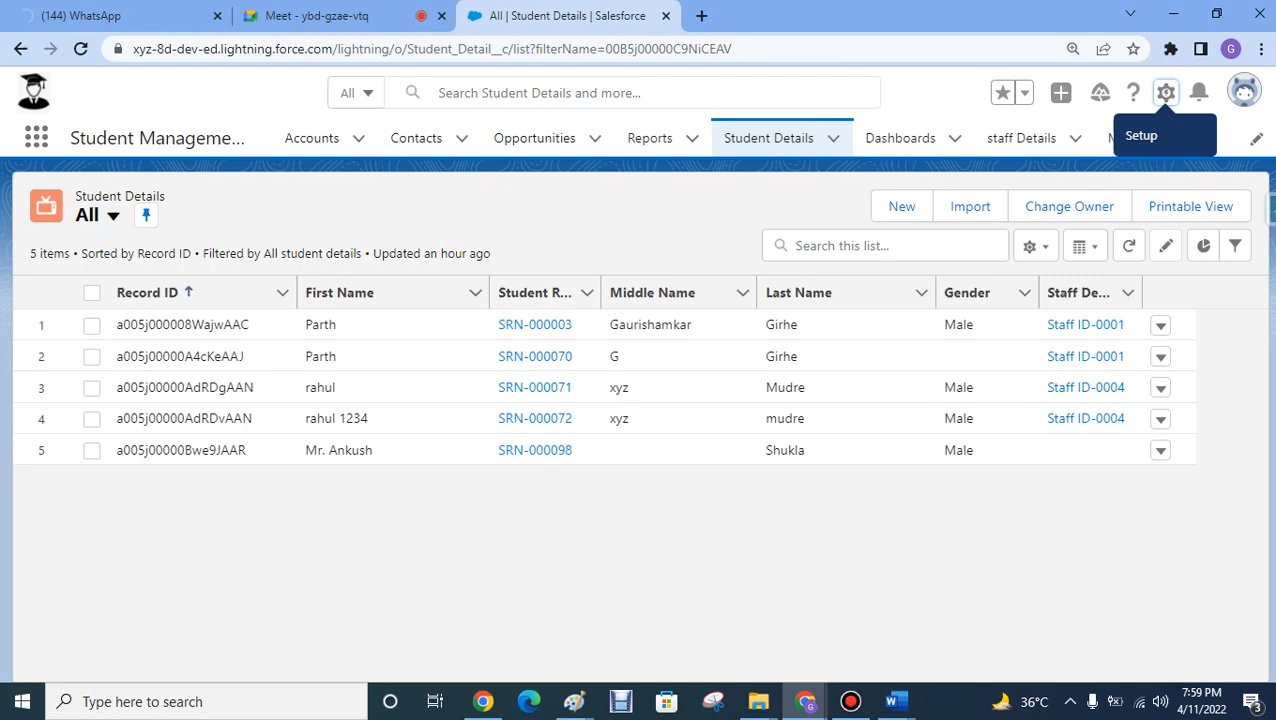 (144) WhatsApp
Meet - ybd-gzae-vtq
All | Student Details | Salesforce
xyz-8d-dev-ed.lightning.force.com/lightning/o/Student_Detail__c/list?filterName=00B5j00000C9NiCEAV
G
All
Search Student Details and more...
Student Manageme...
Accounts
Contacts
Opportunities
Reports
Student Details
Dashboards
staff Details
Setup
Student Details
All
New
Import
Change Owner
Printable View
5 items • Sorted by Record ID • Filtered by All student details • Updated an hour ago
Search this list...
Record ID ↑ First Name Student R... Middle Name Last Name Gender Staff De...
1 a005j000008WajwAAC Parth SRN-000003 Gaurishamkar Girhe Male Staff ID-0001
2 a005j00000A4cKeAAJ Parth SRN-000070 G Girhe Staff ID-0001
3 a005j00000AdRDgAAN rahul SRN-000071 xyz Mudre Male Staff ID-0004
4 a005j00000AdRDvAAN rahul 1234 SRN-000072 xyz mudre Male Staff ID-0004
5 a005j00000Bwe9JAAR Mr. Ankush SRN-000098 Shukla Male
Type here to search
36°C
7:59 PM
4/11/2022
3